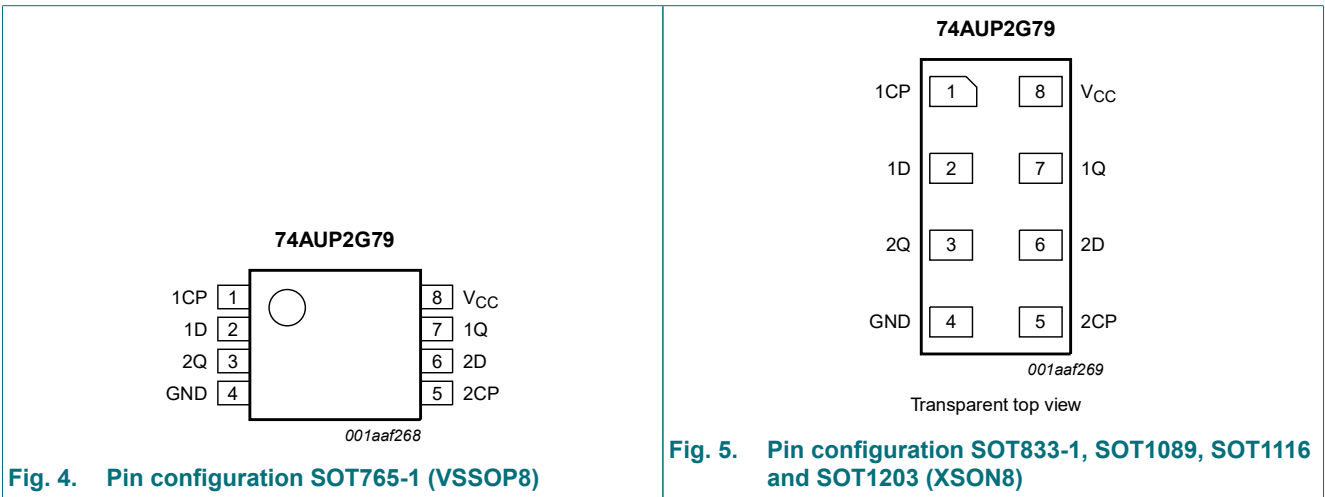 74AUP2G79
1CP 1 8 VCC
1D 2 7 1Q
2Q 3 6 2D
GND 4 5 2CP
001aaf268
Fig. 4. Pin configuration SOT765-1 (VSSOP8)
74AUP2G79
1CP 1 8 VCC
1D 2 7 1Q
2Q 3 6 2D
GND 4 5 2CP
001aaf269
Transparent top view
Fig. 5. Pin configuration SOT833-1, SOT1089, SOT1116
and SOT1203 (XSON8)